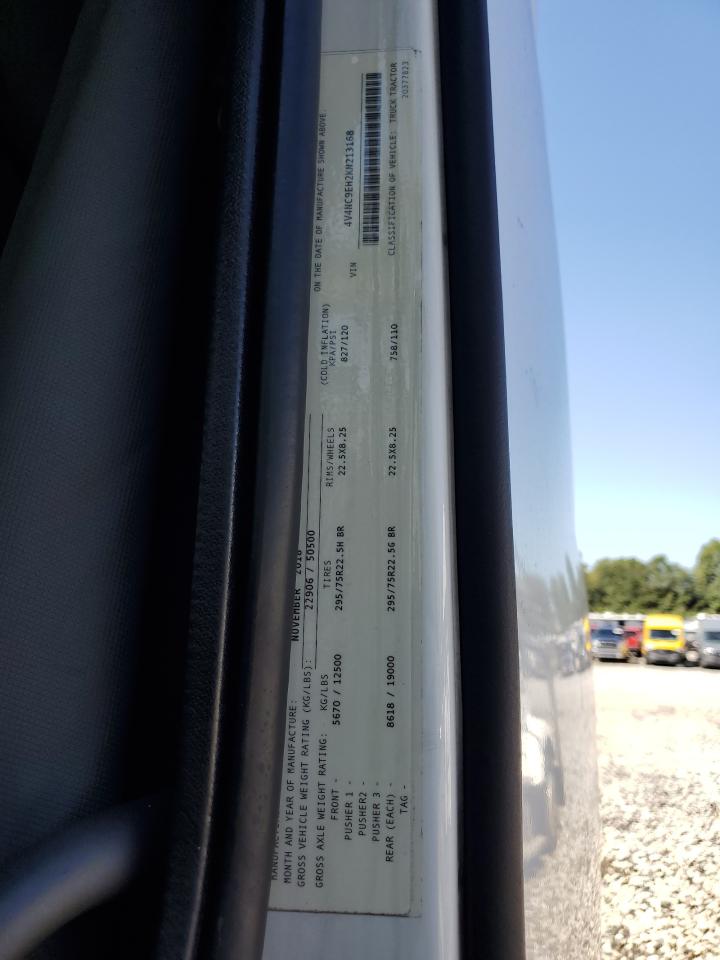 MONTH AND YEAR OF MANUFACTURE: NOVEMBER 2018
GROSS VEHICLE WEIGHT RATING (KG/LBS): 22906 / 50500
ON THE DATE OF MANUFACTURE SHOWN ABOVE.
GROSS AXLE WEIGHT RATING: KG/LBS TIRES RIMS/WHEELS (COLD INFLATION) KPA/PSI
FRONT - 5670 / 12500 295/75R22.5H BR 22.5X8.25 827/120
VIN 4V4NC9EH2KN213168
PUSHER 1 -
PUSHER2 -
PUSHER 3 -
REAR (EACH) - 8618 / 19000 295/75R22.5G BR 22.5X8.25 758/110
CLASSIFICATION OF VEHICLE: TRUCK TRACTOR
TAG -
20377823